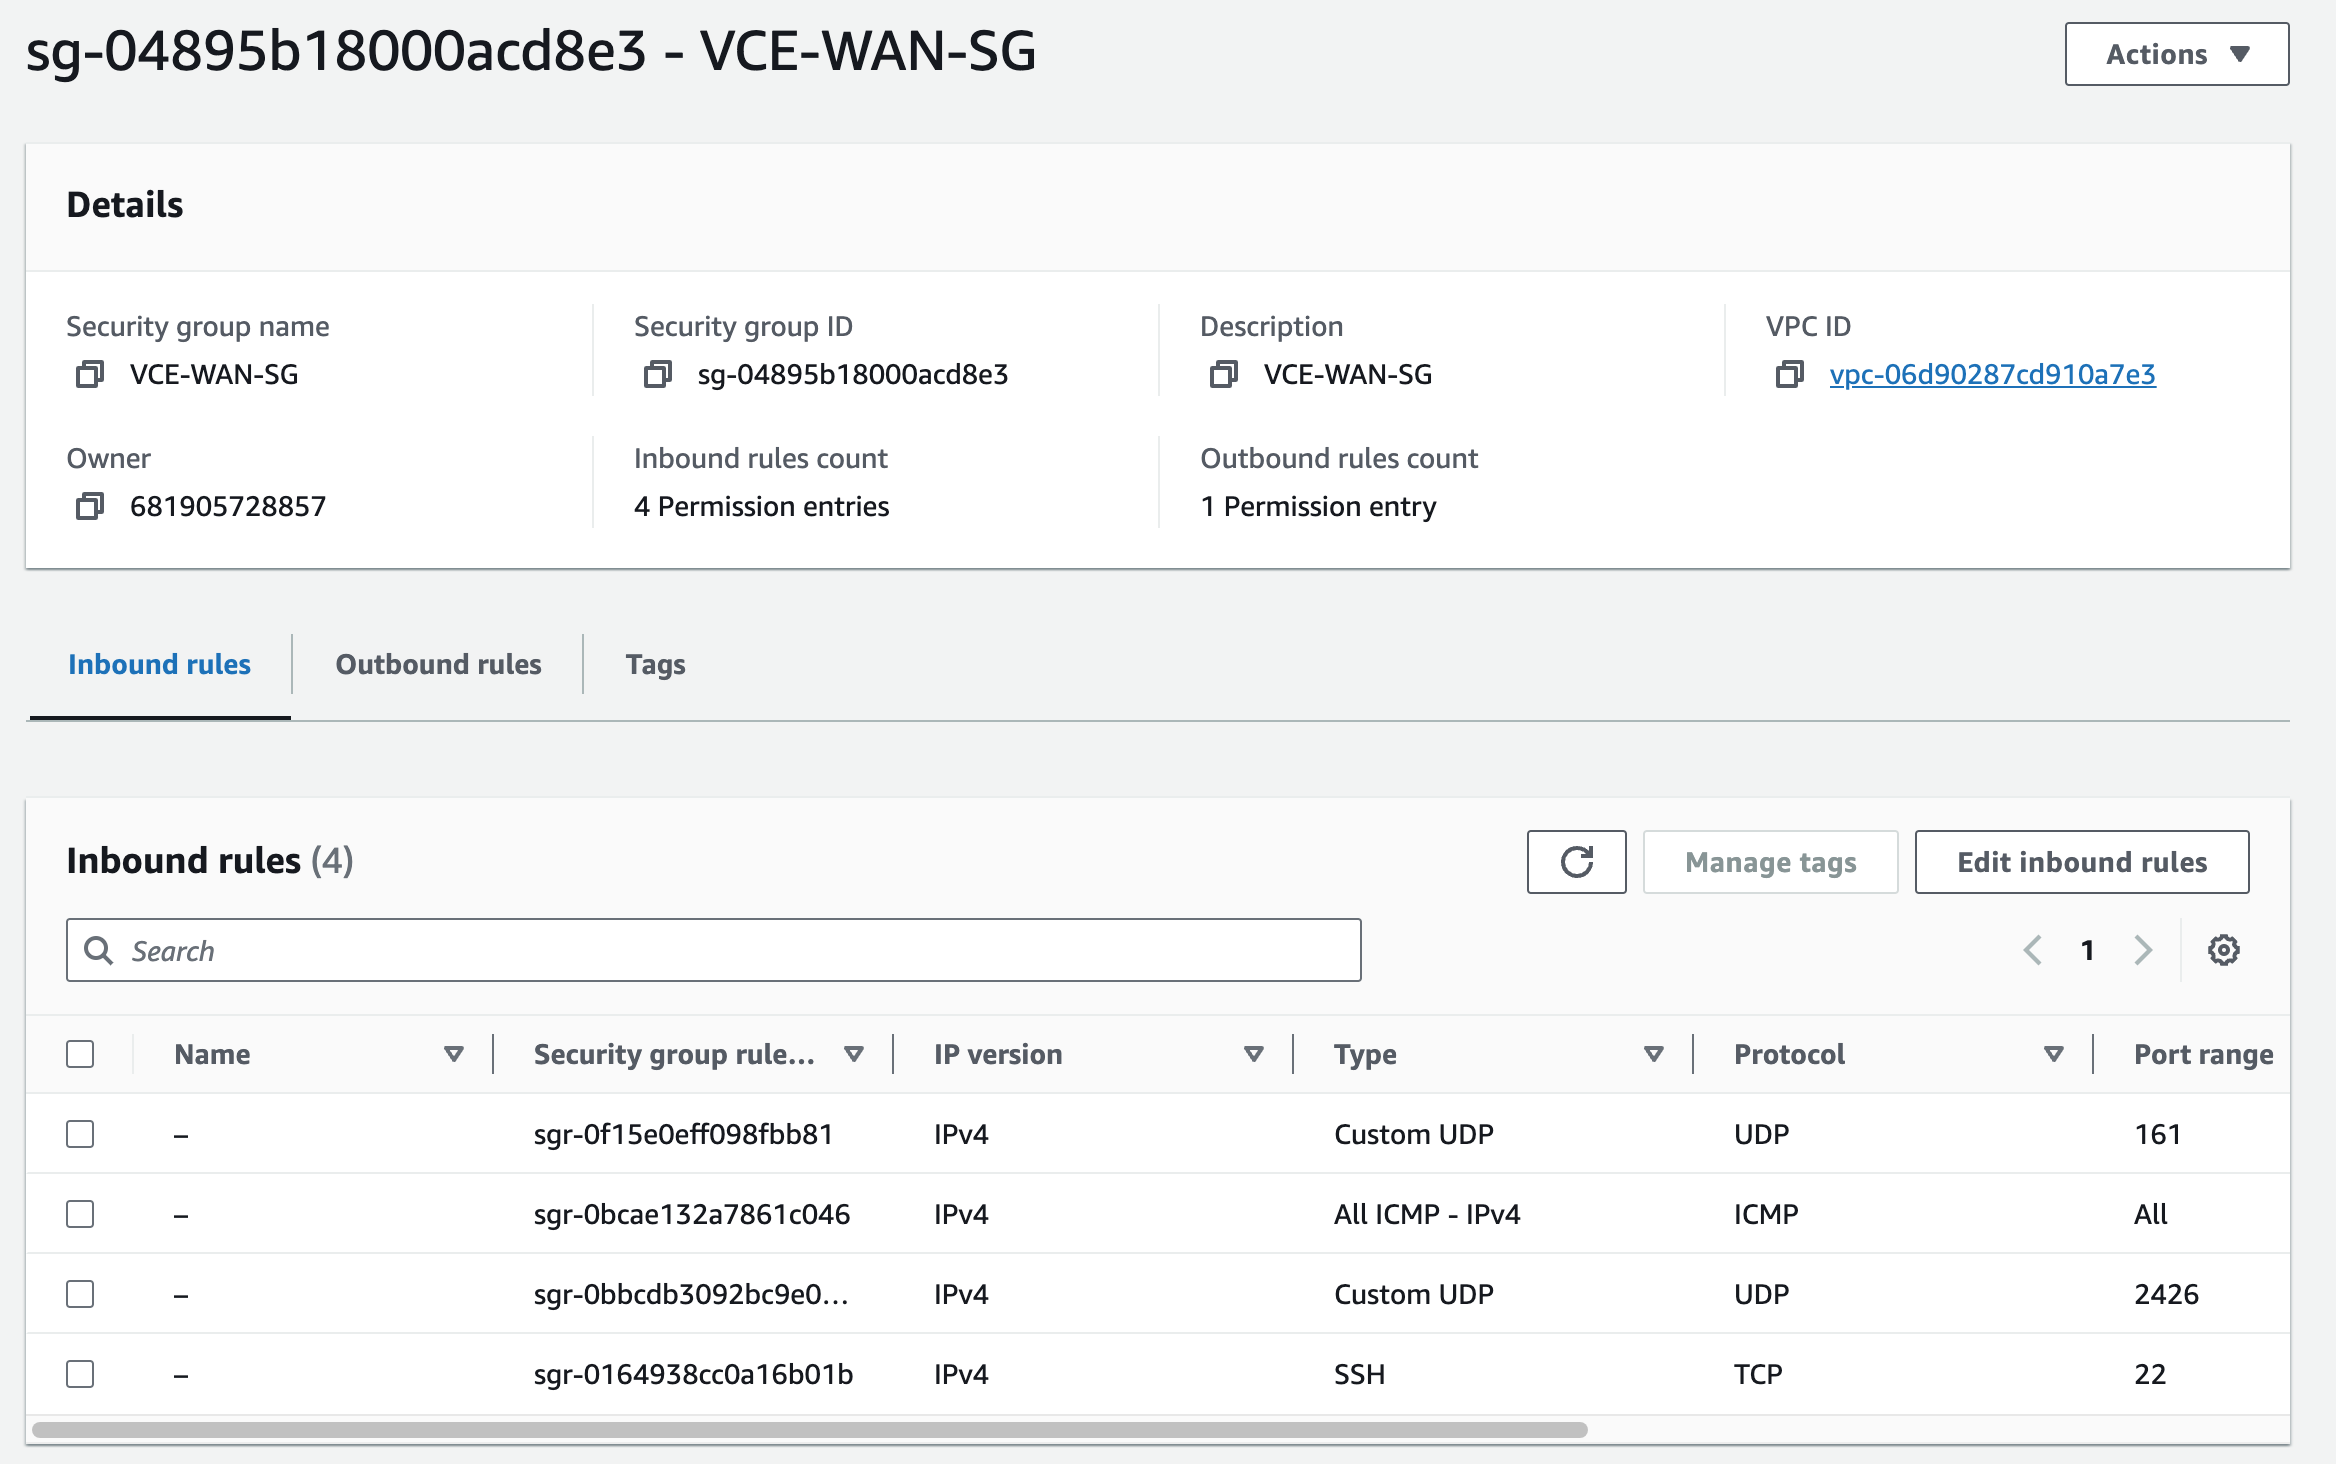 sg-04895b18000acd8e3 - VCE-WAN-SG
Actions
Details
Security group name
VCE-WAN-SG
Security group ID
sg-04895b18000acd8e3
Description
VCE-WAN-SG
VPC ID
vpc-06d90287cd910a7e3
Owner
681905728857
Inbound rules count
4 Permission entries
Outbound rules count
1 Permission entry
Inbound rules Outbound rules Tags
Inbound rules (4)
Manage tags
Edit inbound rules
Search
1
Name Security group rule... IP version Type Protocol Port range
– sgr-0f15e0eff098fbb81 IPv4 Custom UDP UDP 161
– sgr-0bcae132a7861c046 IPv4 All ICMP - IPv4 ICMP All
– sgr-0bbcdb3092bc9e0... IPv4 Custom UDP UDP 2426
– sgr-0164938cc0a16b01b IPv4 SSH TCP 22